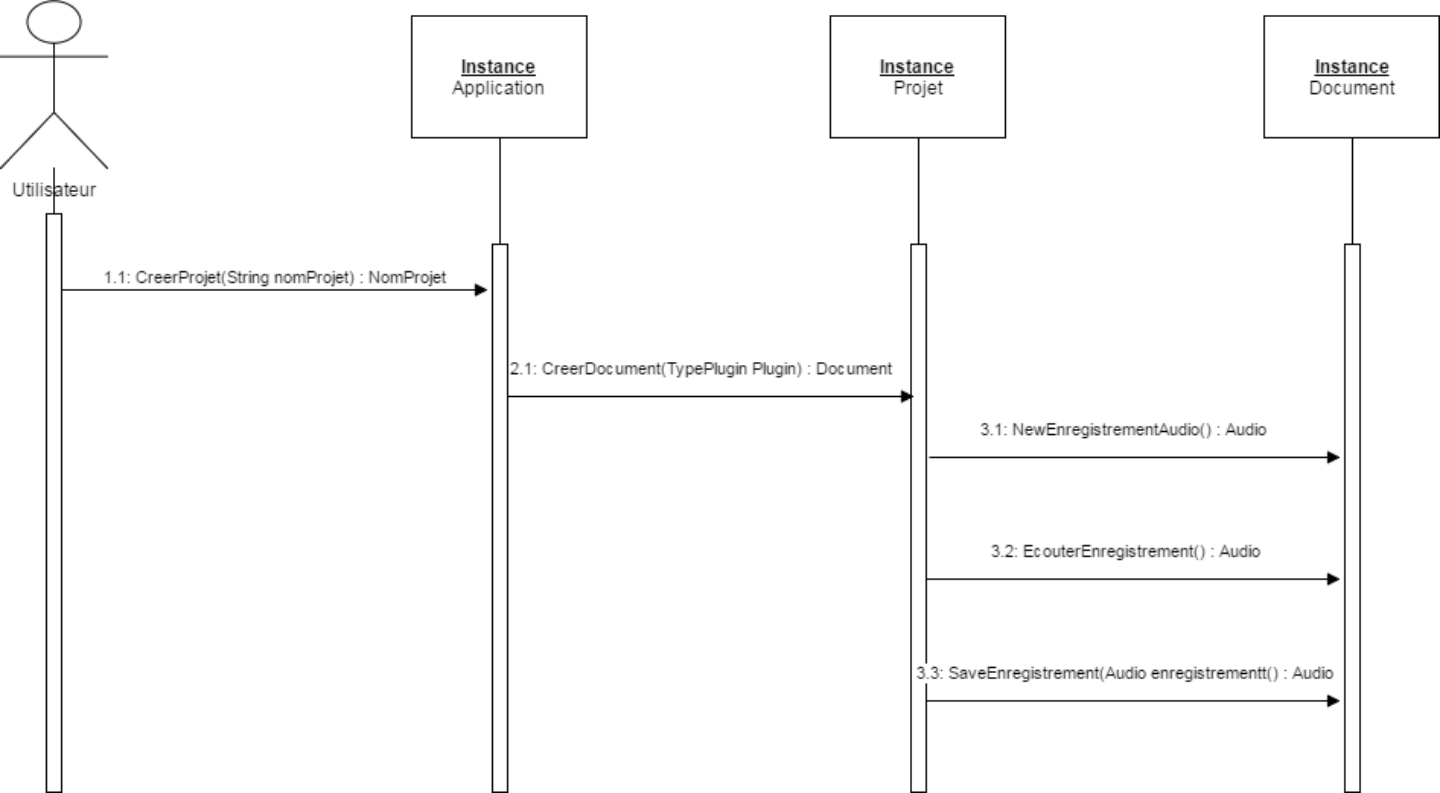 Instance
Application
Instance
Projet
Instance
Document
Utilisateur
1.1: CreerProjet(String nomProjet) : NomProjet
2.1: CreerDocument(TypePlugin Plugin) : Document
3.1: NewEnregistrementAudio() : Audio
3.2: EcouterEnregistrement() : Audio
3.3: SaveEnregistrement(Audio enregistrementt() : Audio